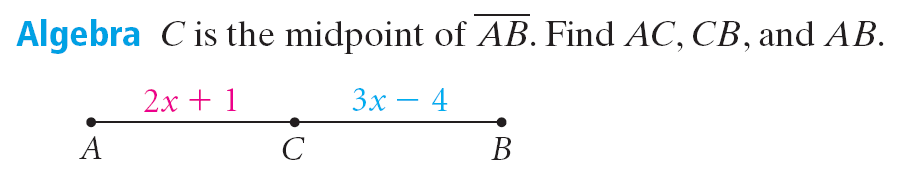 Algebra C is the midpoint of AB. Find AC, CB, and AB.
2x + 1 3x − 4
A C B